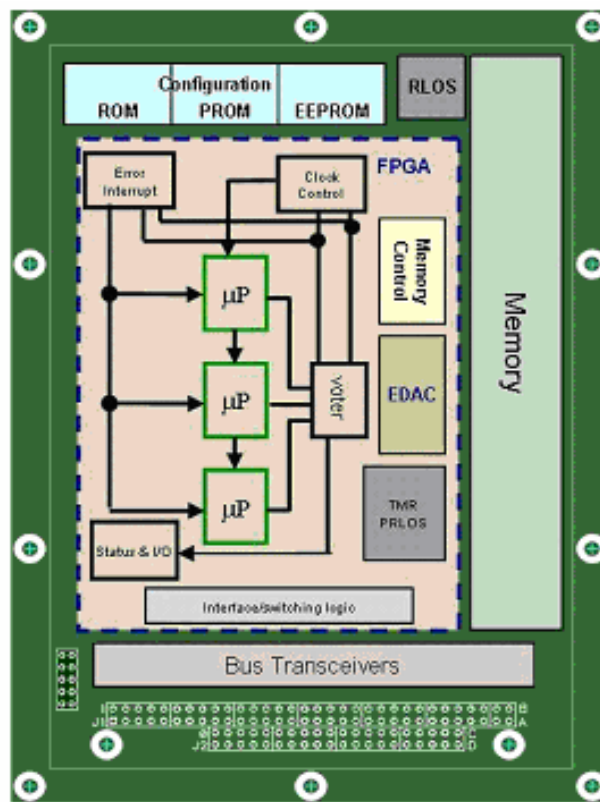 Configuration
ROM PROM EEPROM
RLOS
FPGA
Error
Interrupt
Clock
Control
Memory
Control
Memory
µP
µP
voter
EDAC
µP
TMR
PRLOS
Status & I/O
Interface/switching logic
Bus Transceivers
1 B
J1 A
J2 D